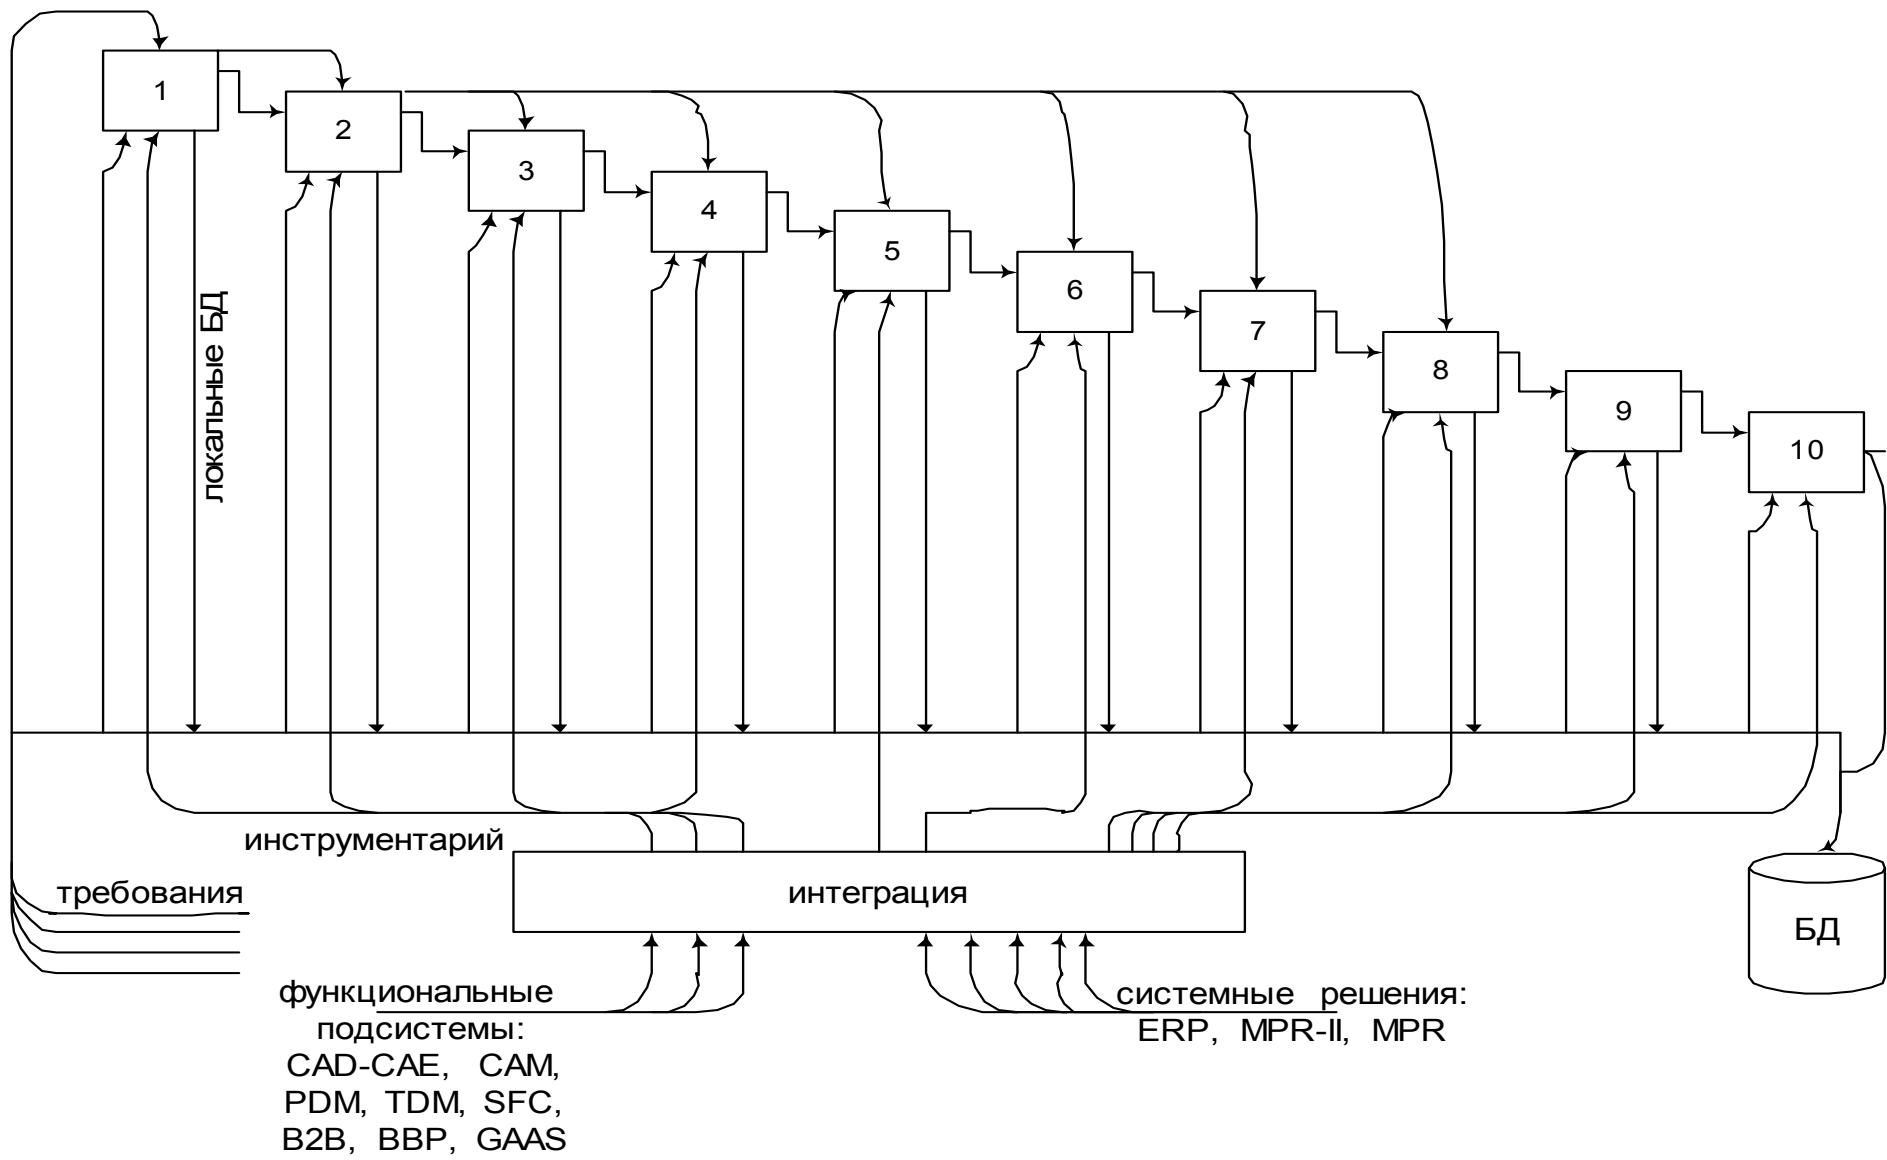 1
2
3
4
5
6
7
8
9
10
локальные БД
инструментарий
требования
интеграция
БД
функциональные
подсистемы:
CAD-CAE, CAM,
PDM, TDM, SFC,
B2B, BBP, GAAS
системные решения:
ERP, MPR-II, MPR